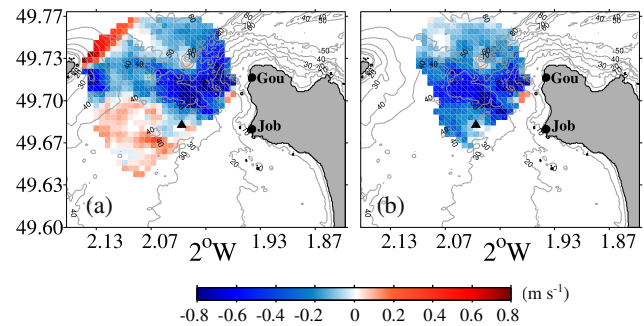 49.77
49.73
49.70
49.67
49.63
49.60
Gou
Job
(a)
Gou
Job
(b)
2.13 2.07 2°W 1.93 1.87
2.13 2.07 2°W 1.93 1.87
-0.8 -0.6 -0.4 -0.2 0 0.2 0.4 0.6 0.8
(m s-1)